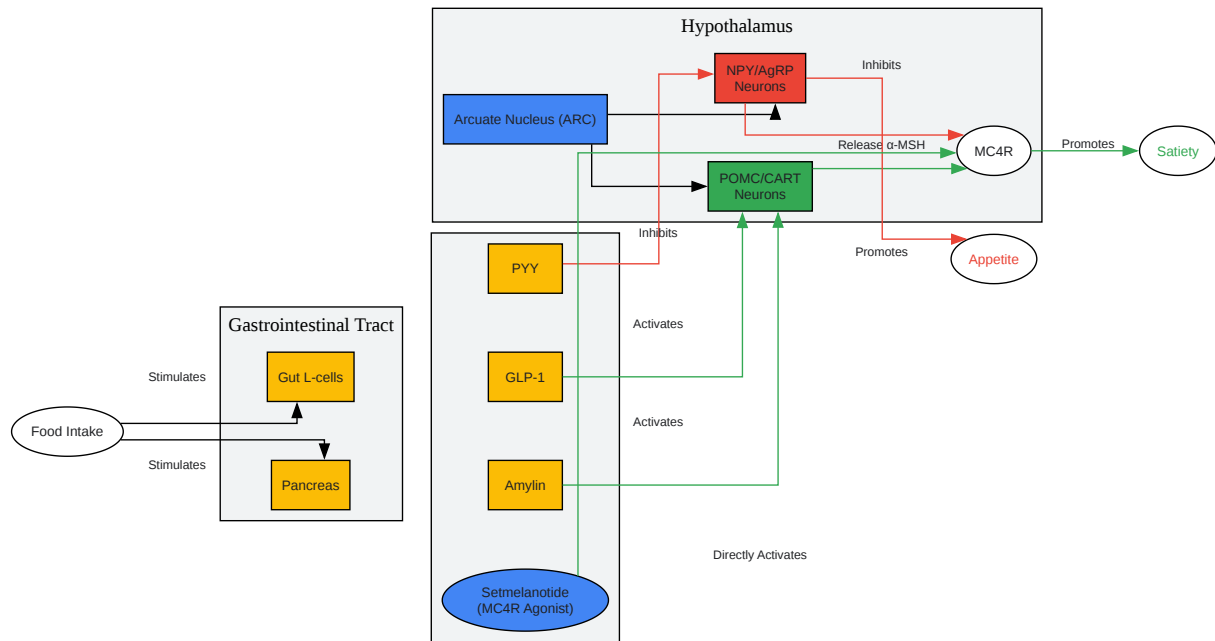 Hypothalamus
NPY/AgRP
Neurons
Inhibits
Arcuate Nucleus (ARC)
Release α-MSH
MC4R
Promotes
Satiety
POMC/CART
Neurons
Inhibits
PYY
Promotes
Appetite
Gastrointestinal Tract
Activates
Stimulates
Gut L-cells
GLP-1
Activates
Food Intake
Stimulates
Pancreas
Amylin
Directly Activates
Setmelanotide
(MC4R Agonist)